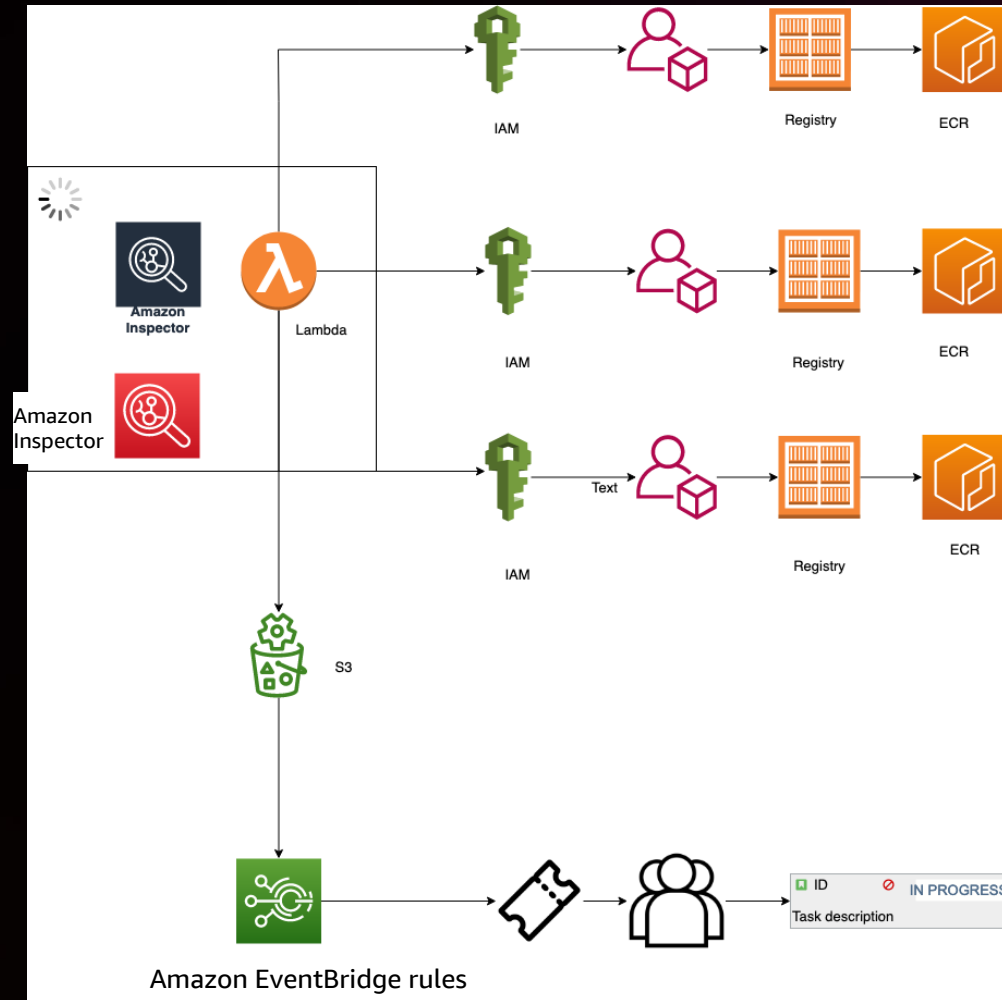 IAM
Registry
ECR
Amazon
Inspector
Lambda
IAM
Registry
ECR
Amazon
Inspector
Text
IAM
Registry
ECR
S3
ID
IN PROGRESS
Task description
Amazon EventBridge rules